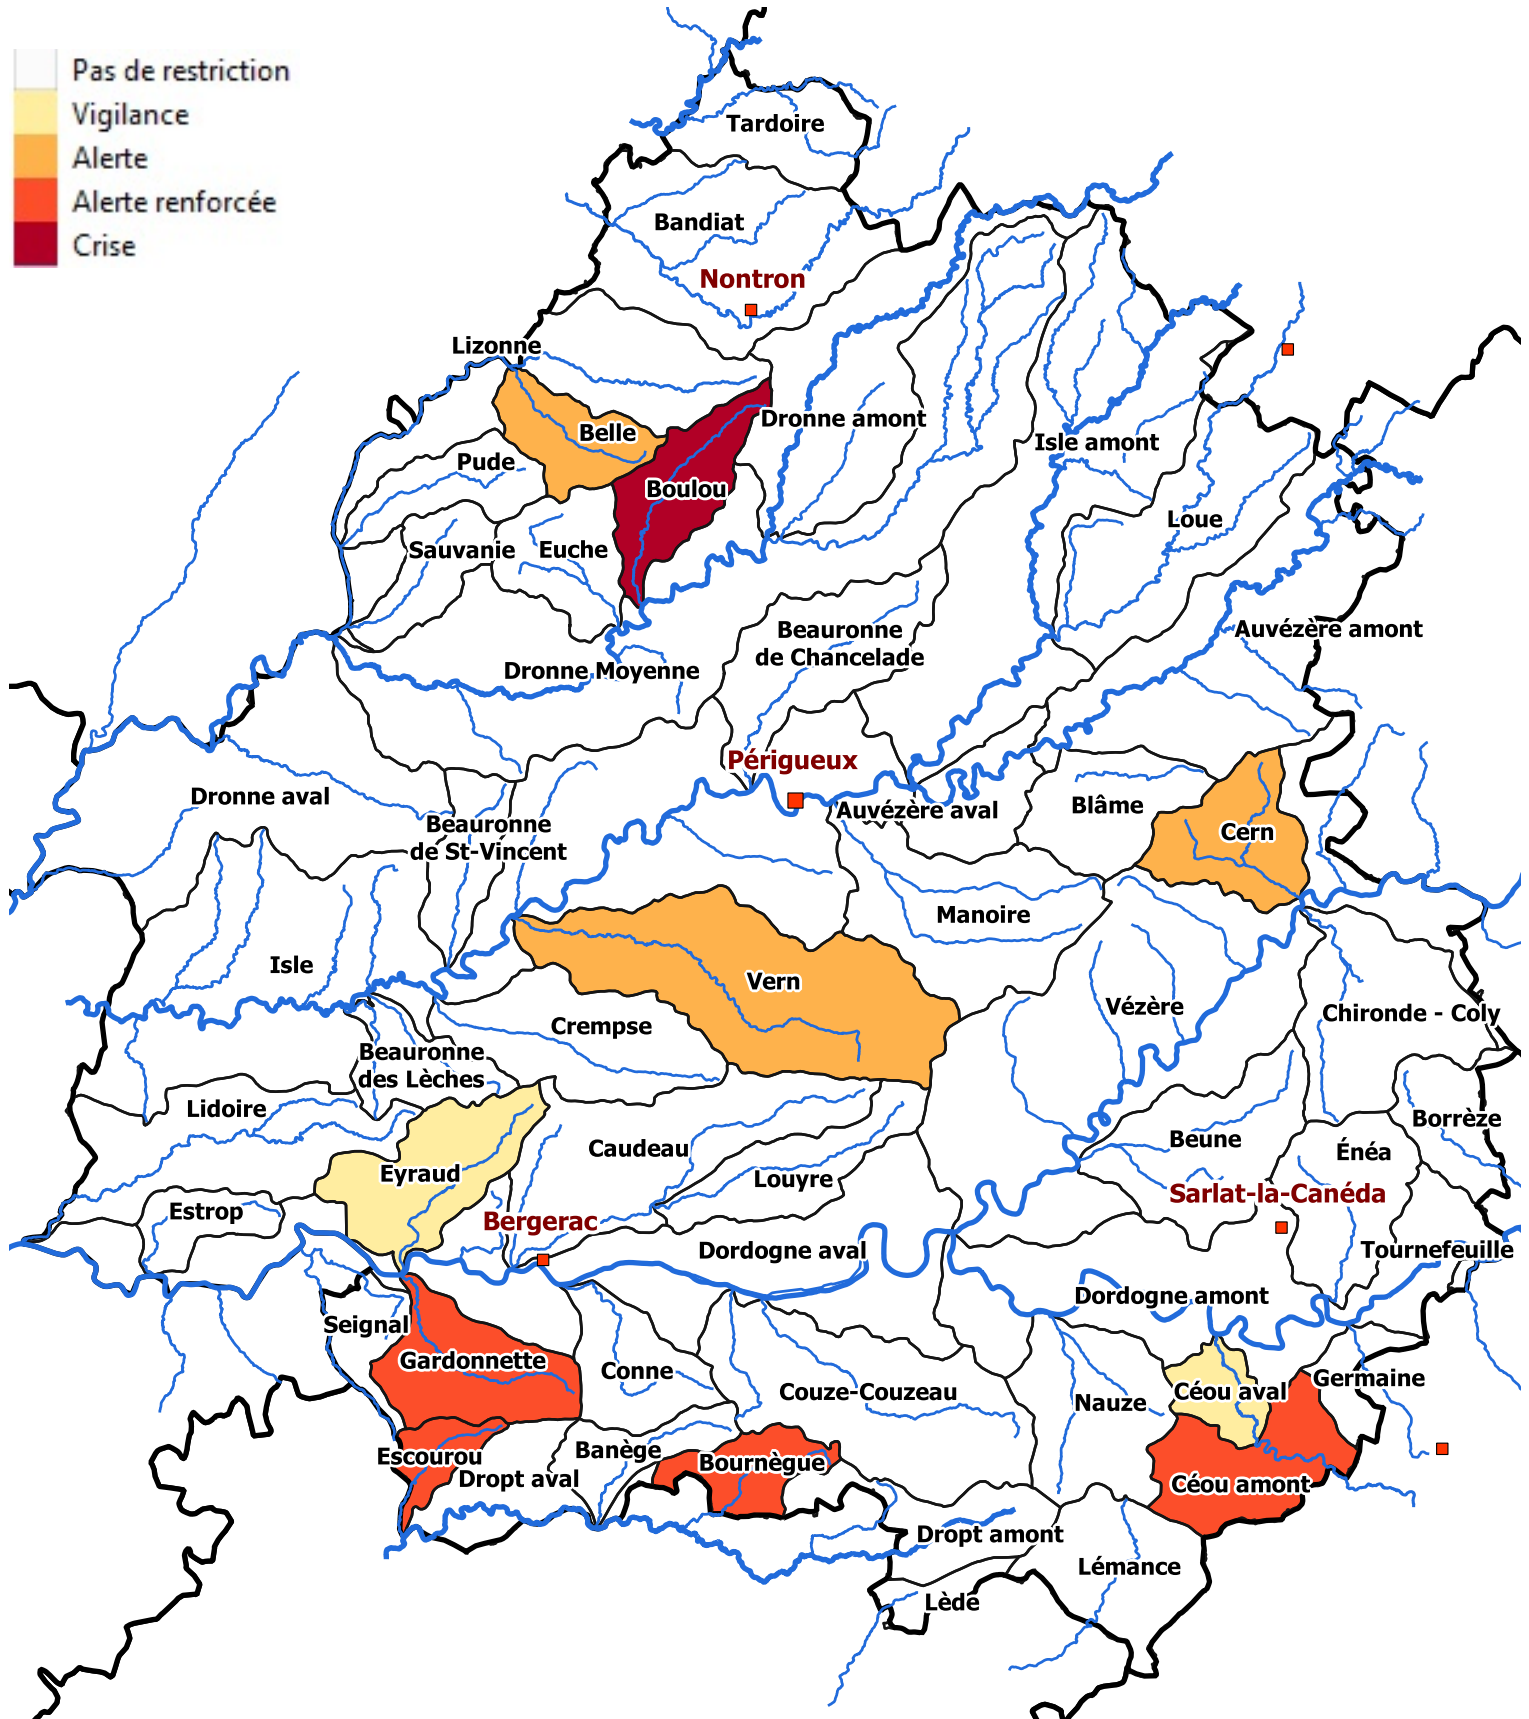 Pas de restriction
Vigilance
Alerte
Alerte renforcée
Crise
Tardoire
Bandiat
Nontron
Lizonne
Belle
Dronne amont
Isle amont
Pude
Boulou
Loue
Sauvanie
Euche
Auvézère amont
Beauronne
de Chancelade
Dronne Moyenne
Périgueux
Dronne aval
Auvézère aval
Blâme
Cern
Beauronne
de St-Vincent
Manoire
Isle
Vern
Vézère
Chironde - Coly
Crempse
Beauronne
des Lèches
Lidoire
Borrèze
Caudeau
Beune
Énéa
Eyraud
Louyre
Sarlat-la-Canéda
Estrop
Bergerac
Dordogne aval
Tournefeuille
Dordogne amont
Seignal
Gardonnette
Conne
Couze-Couzeau
Nauze
Céou aval
Germaine
Escourou
Banège
Bournègue
Dropt aval
Céou amont
Dropt amont
Lémance
Lède